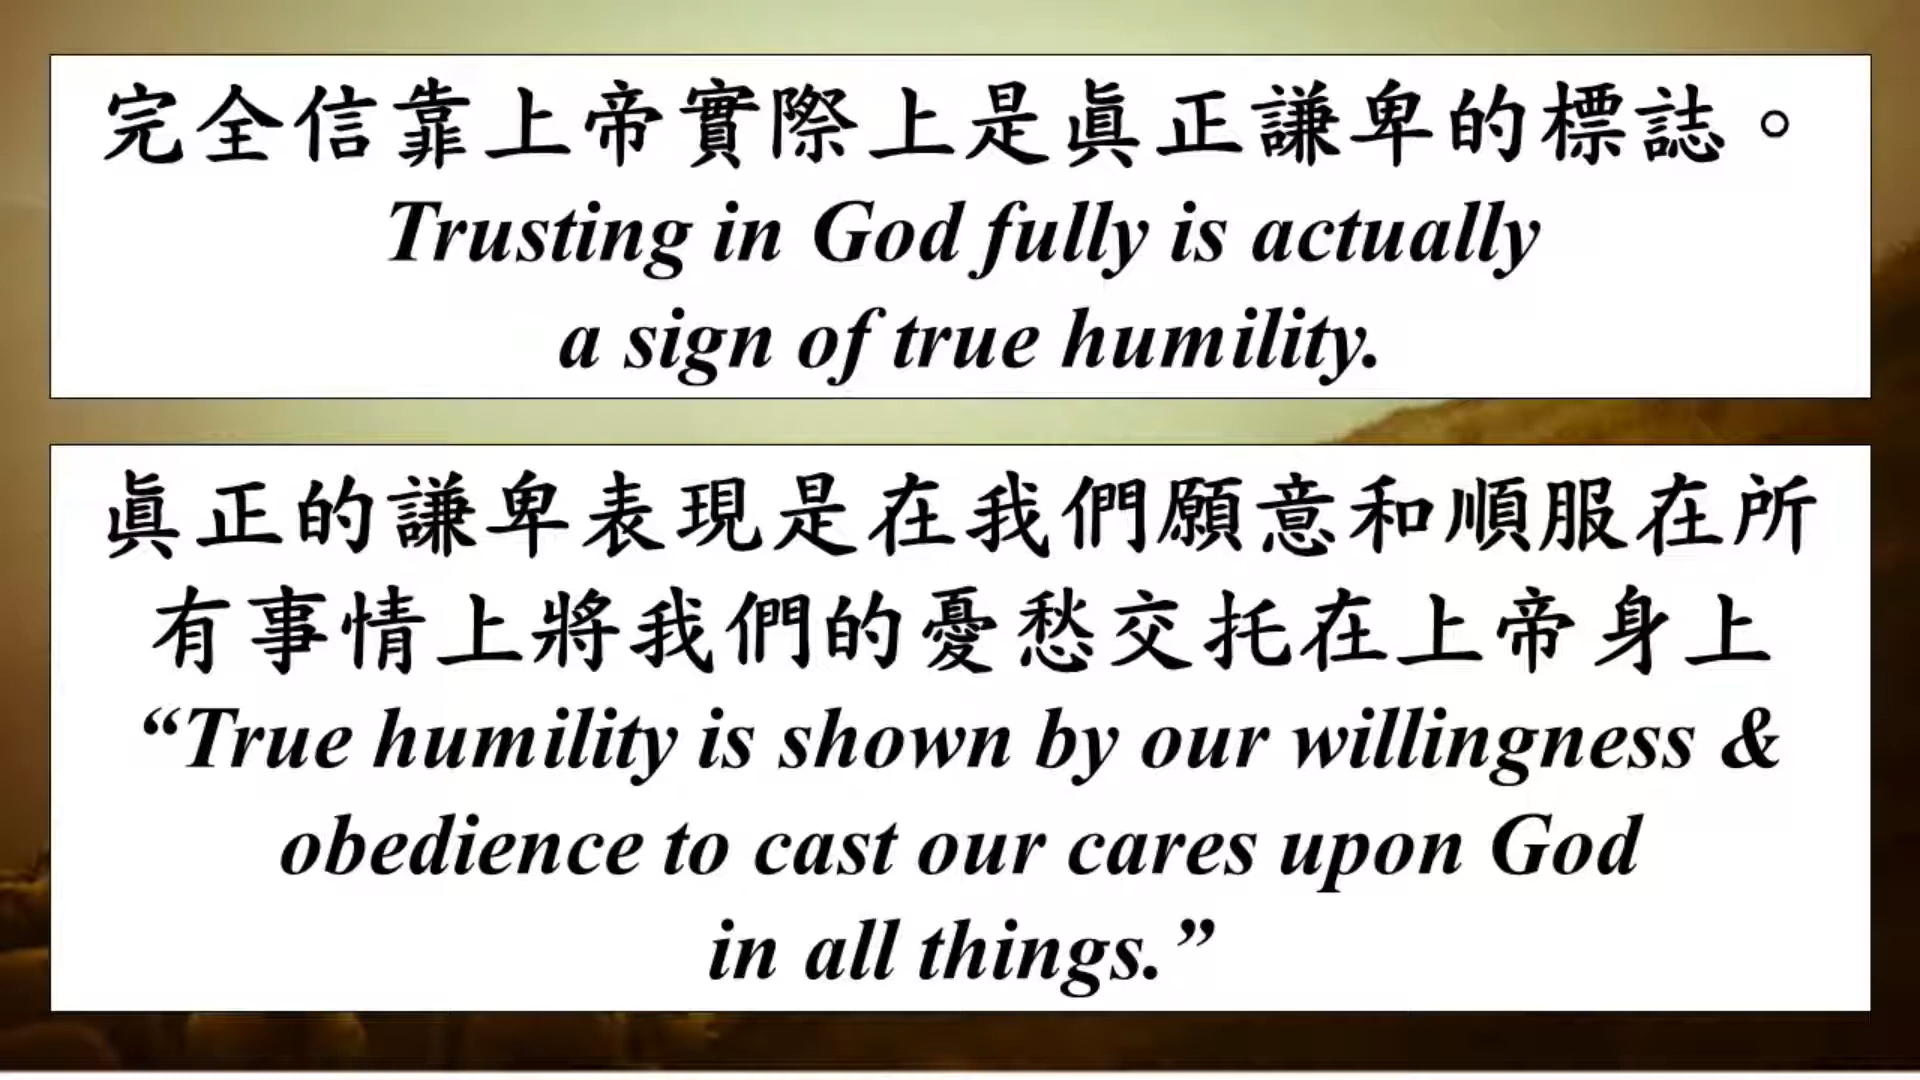 完全信靠上帝實際上是眞正謙卑的標誌。
Trusting in God fully is actually
a sign of true humility.
眞正的謙卑表現是在我們願意和順服在所
有事情上將我們的憂愁交托在上帝身上
“True humility is shown by our willingness &
obedience to cast our cares upon God
in all things.”